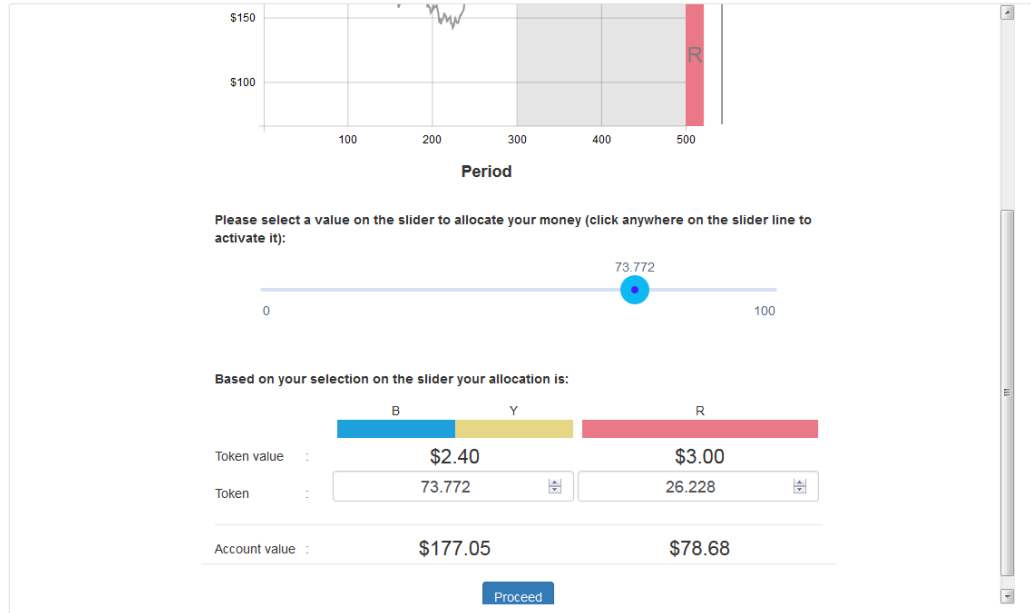 $150
R
$100
100 200 300 400 500
Period
Please select a value on the slider to allocate your money (click anywhere on the slider line to
activate it):
73.772
0 100
Based on your selection on the slider your allocation is:
B Y R
Token value : $2.40 $3.00
Token : 73.772 26.228
Account value : $177.05 $78.68
Proceed